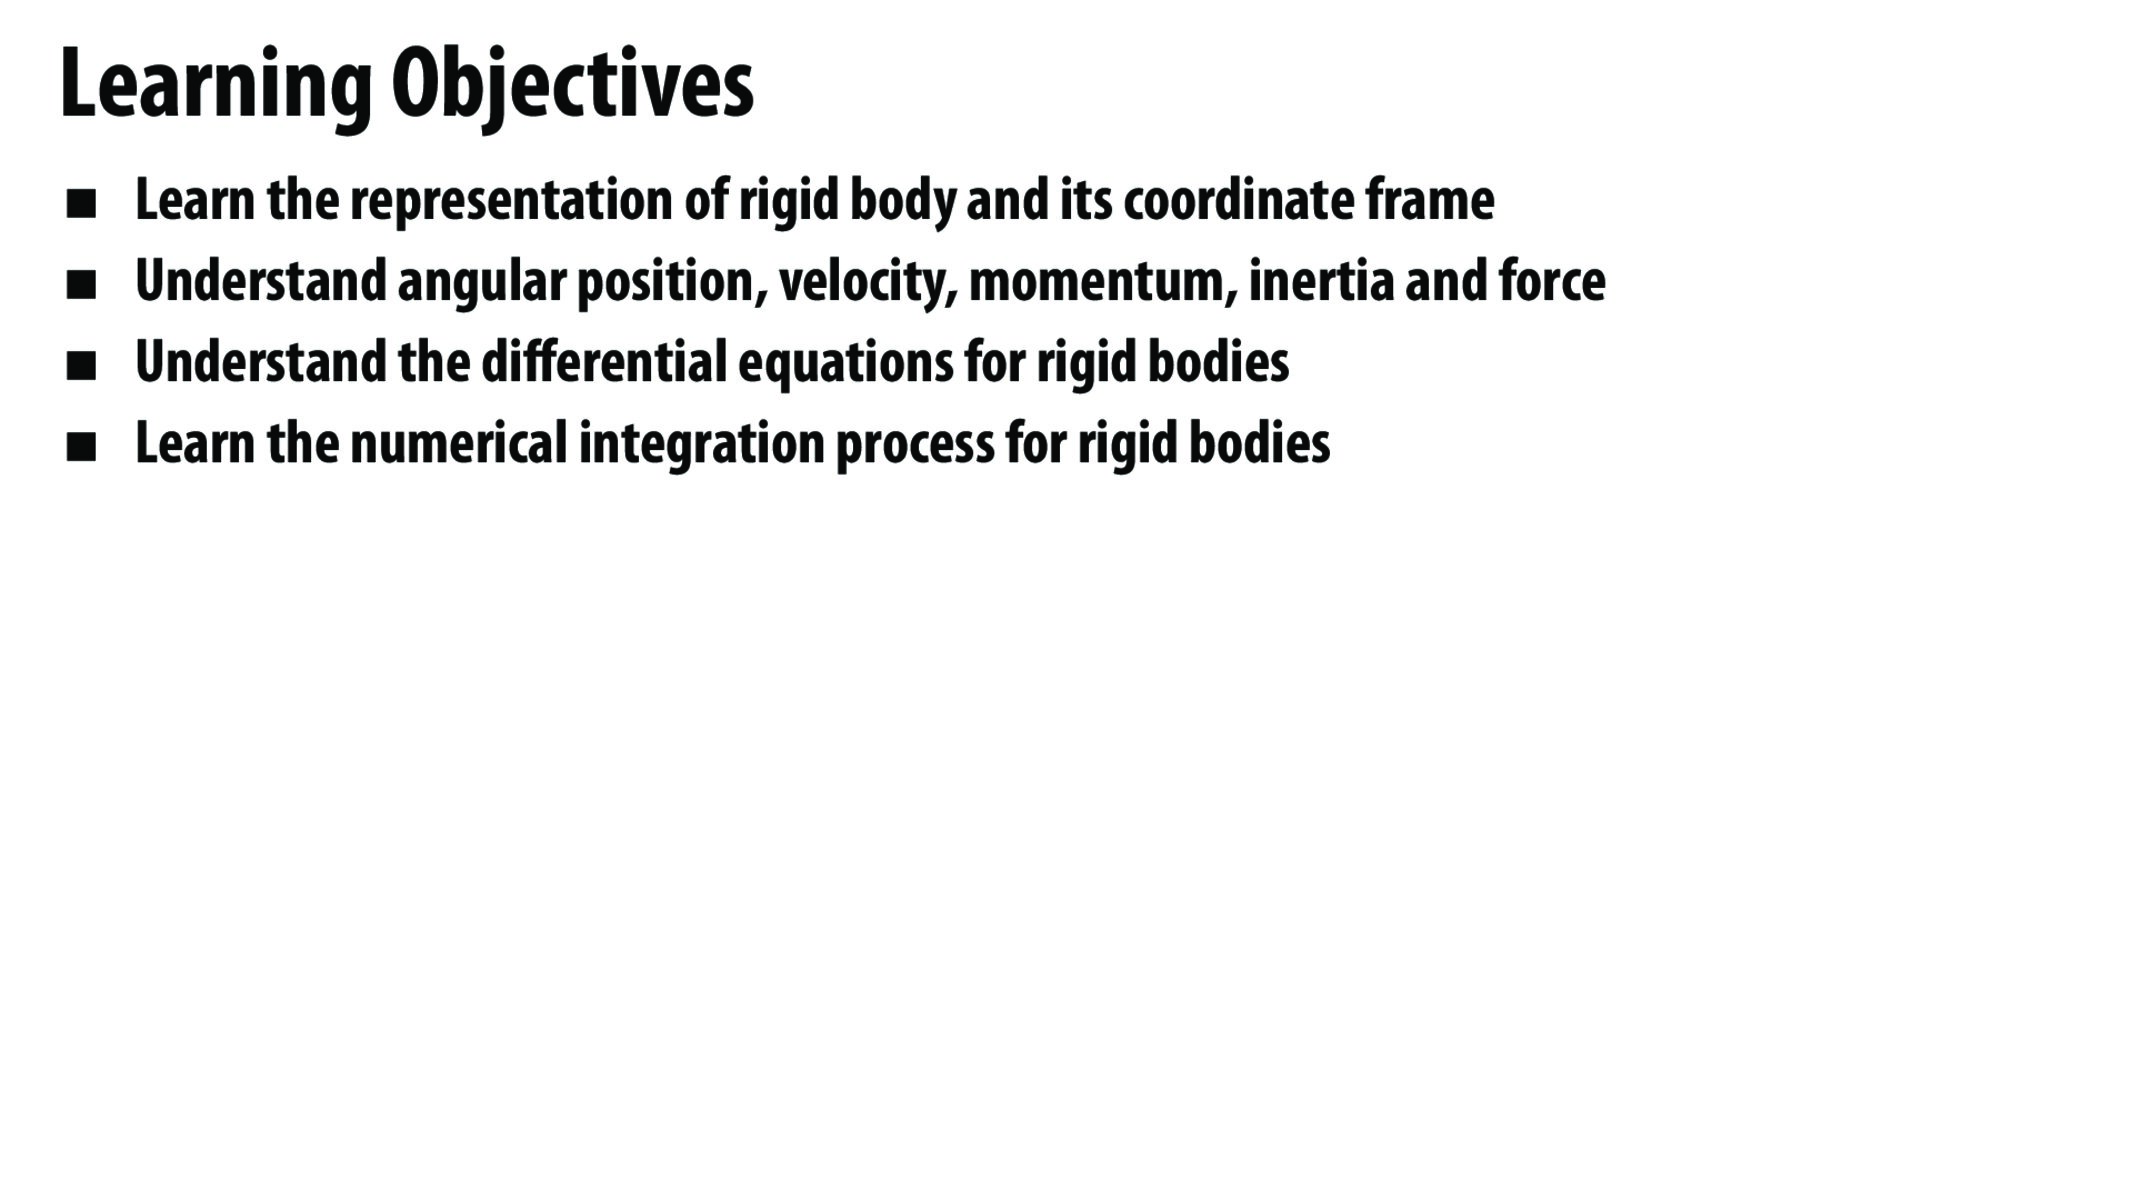 Learning Objectives
■ Learn the representation of rigid body and its coordinate frame
■ Understand angular position, velocity, momentum, inertia and force
■ Understand the differential equations for rigid bodies
■ Learn the numerical integration process for rigid bodies